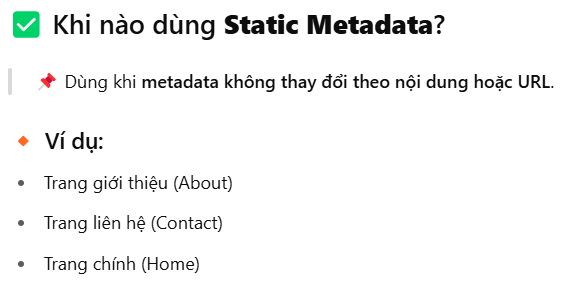 ✅ Khi nào dùng Static Metadata?
📌 Dùng khi metadata không thay đổi theo nội dung hoặc URL.
🔸 Ví dụ:
• Trang giới thiệu (About)
• Trang liên hệ (Contact)
• Trang chính (Home)